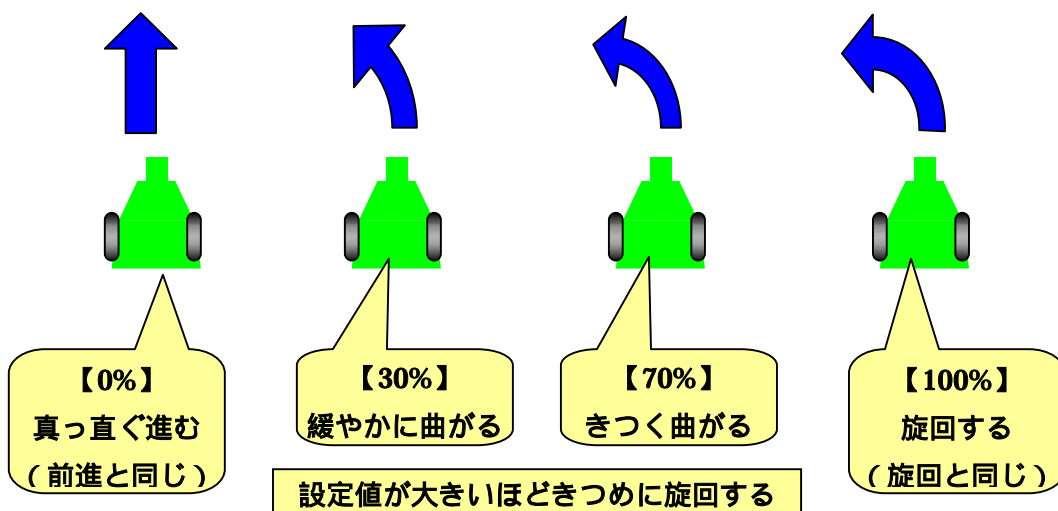 【0%】
真っ直ぐ進む
(前進と同じ)
【30%】
緩やかに曲がる
【70%】
きつく曲がる
【100%】
旋回する
(旋回と同じ)
設定値が大きいほどきつめに旋回する